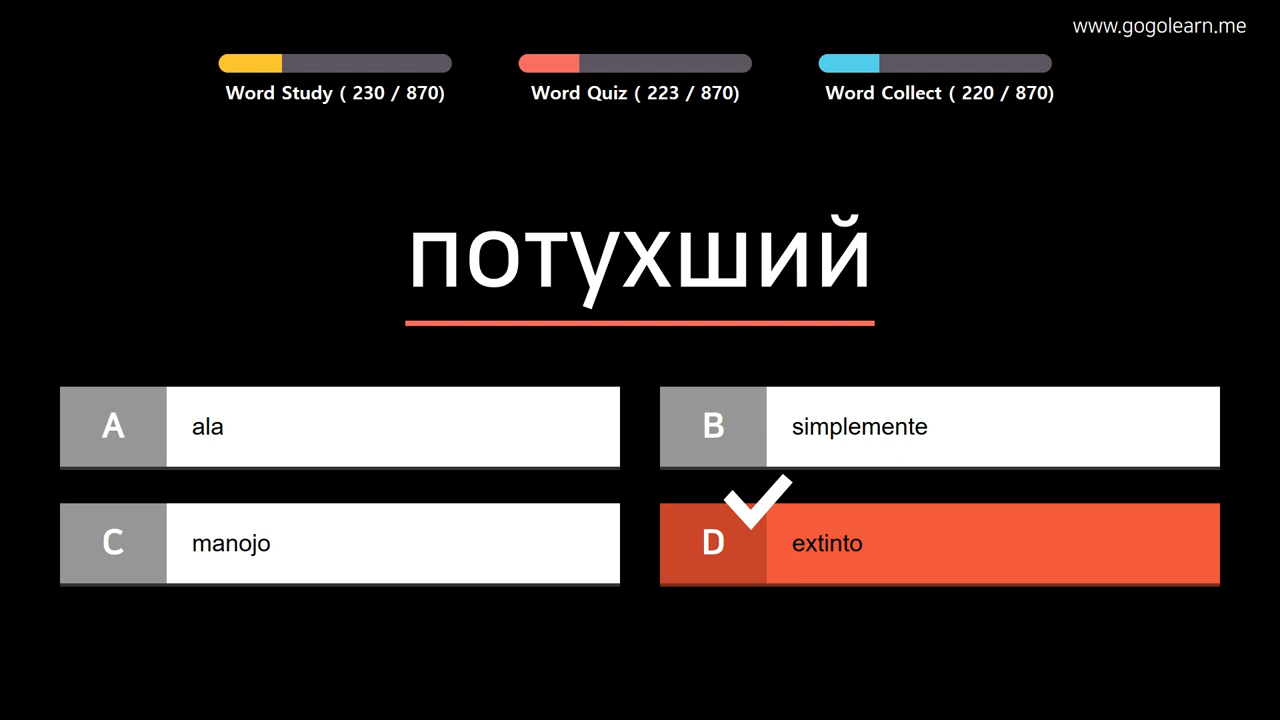 www.gogolearn.me
Word Study ( 230 / 870)
Word Quiz ( 223 / 870)
Word Collect ( 220 / 870)
потухший
A ala
B simplemente
C manojo
D extinto